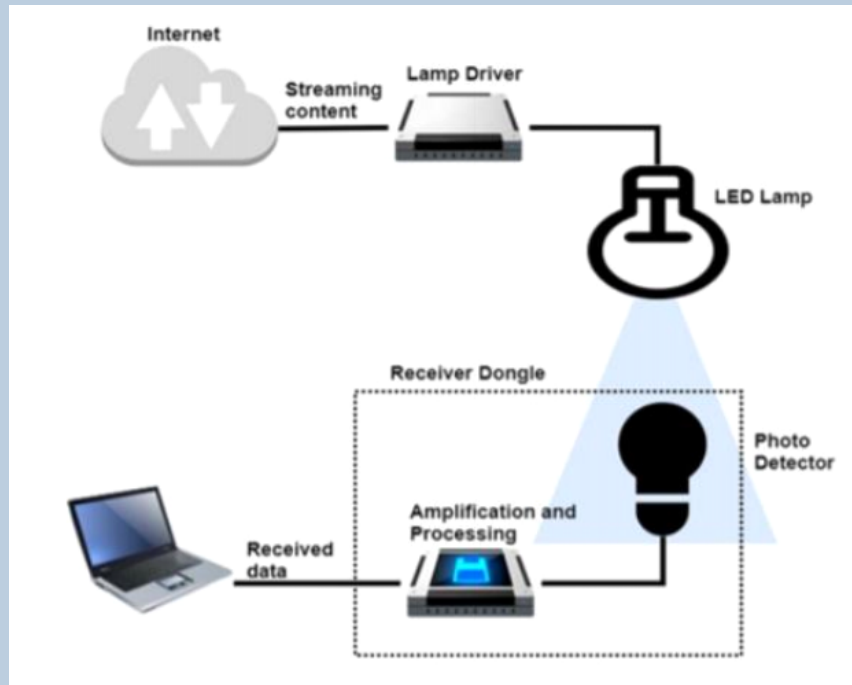 Internet
Streaming
content
Lamp Driver
LED Lamp
Receiver Dongle
Photo
Detector
Amplification and
Processing
Received
data